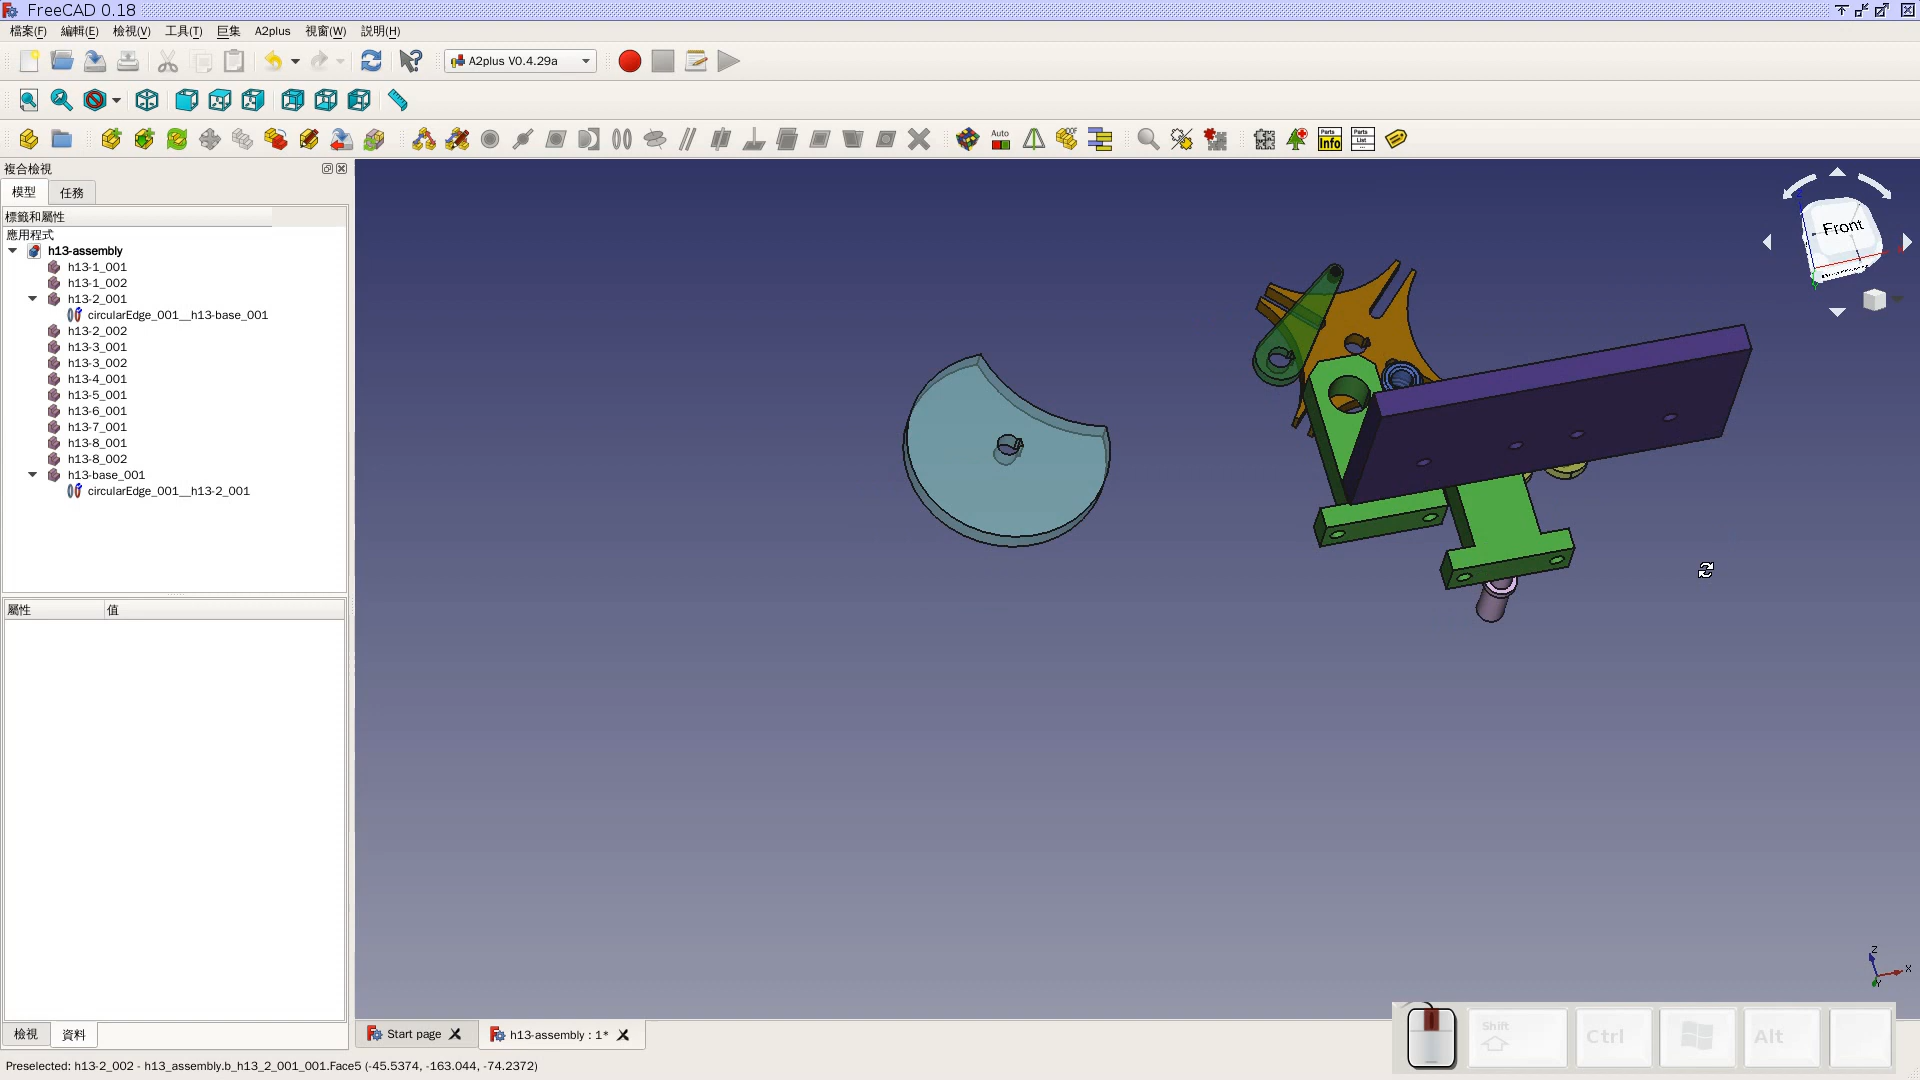 FreeCAD 0.18
檔案(F) 編輯(E) 檢視(V) 工具(T) 巨集 A2plus 視窗(W) 説明(H)
A2plus V0.4.29a
Auto
DOF
Parts Info
Parts List ...
複合檢視
模型 任務
標籤和屬性
應用程式
h13-assembly
h13-1_001
h13-1_002
h13-2_001
circularEdge_001__h13-base_001
h13-2_002
h13-3_001
h13-3_002
h13-4_001
h13-5_001
h13-6_001
h13-7_001
h13-8_001
h13-8_002
h13-base_001
circularEdge_001__h13-2_001
屬性 值
Front
Z
X
Y
檢視 資料
Start page
h13-assembly : 1*
Shift
Ctrl
Alt
Preselected: h13-2_002 - h13_assembly.b_h13_2_001_001.Face5 (-45.5374, -163.044, -74.2372)